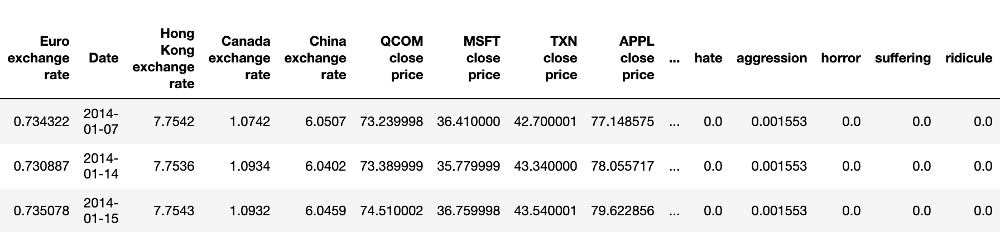 Euro exchange rate Date Hong Kong exchange rate Canada exchange rate China exchange rate QCOM close price MSFT close price TXN close price APPL close price ... hate aggression horror suffering ridicule
0.734322 2014-01-07 7.7542 1.0742 6.0507 73.239998 36.410000 42.700001 77.148575 ... 0.0 0.001553 0.0 0.0 0.0
0.730887 2014-01-14 7.7536 1.0934 6.0402 73.389999 35.779999 43.340000 78.055717 ... 0.0 0.001553 0.0 0.0 0.0
0.735078 2014-01-15 7.7543 1.0932 6.0459 74.510002 36.759998 43.540001 79.622856 ... 0.0 0.001553 0.0 0.0 0.0